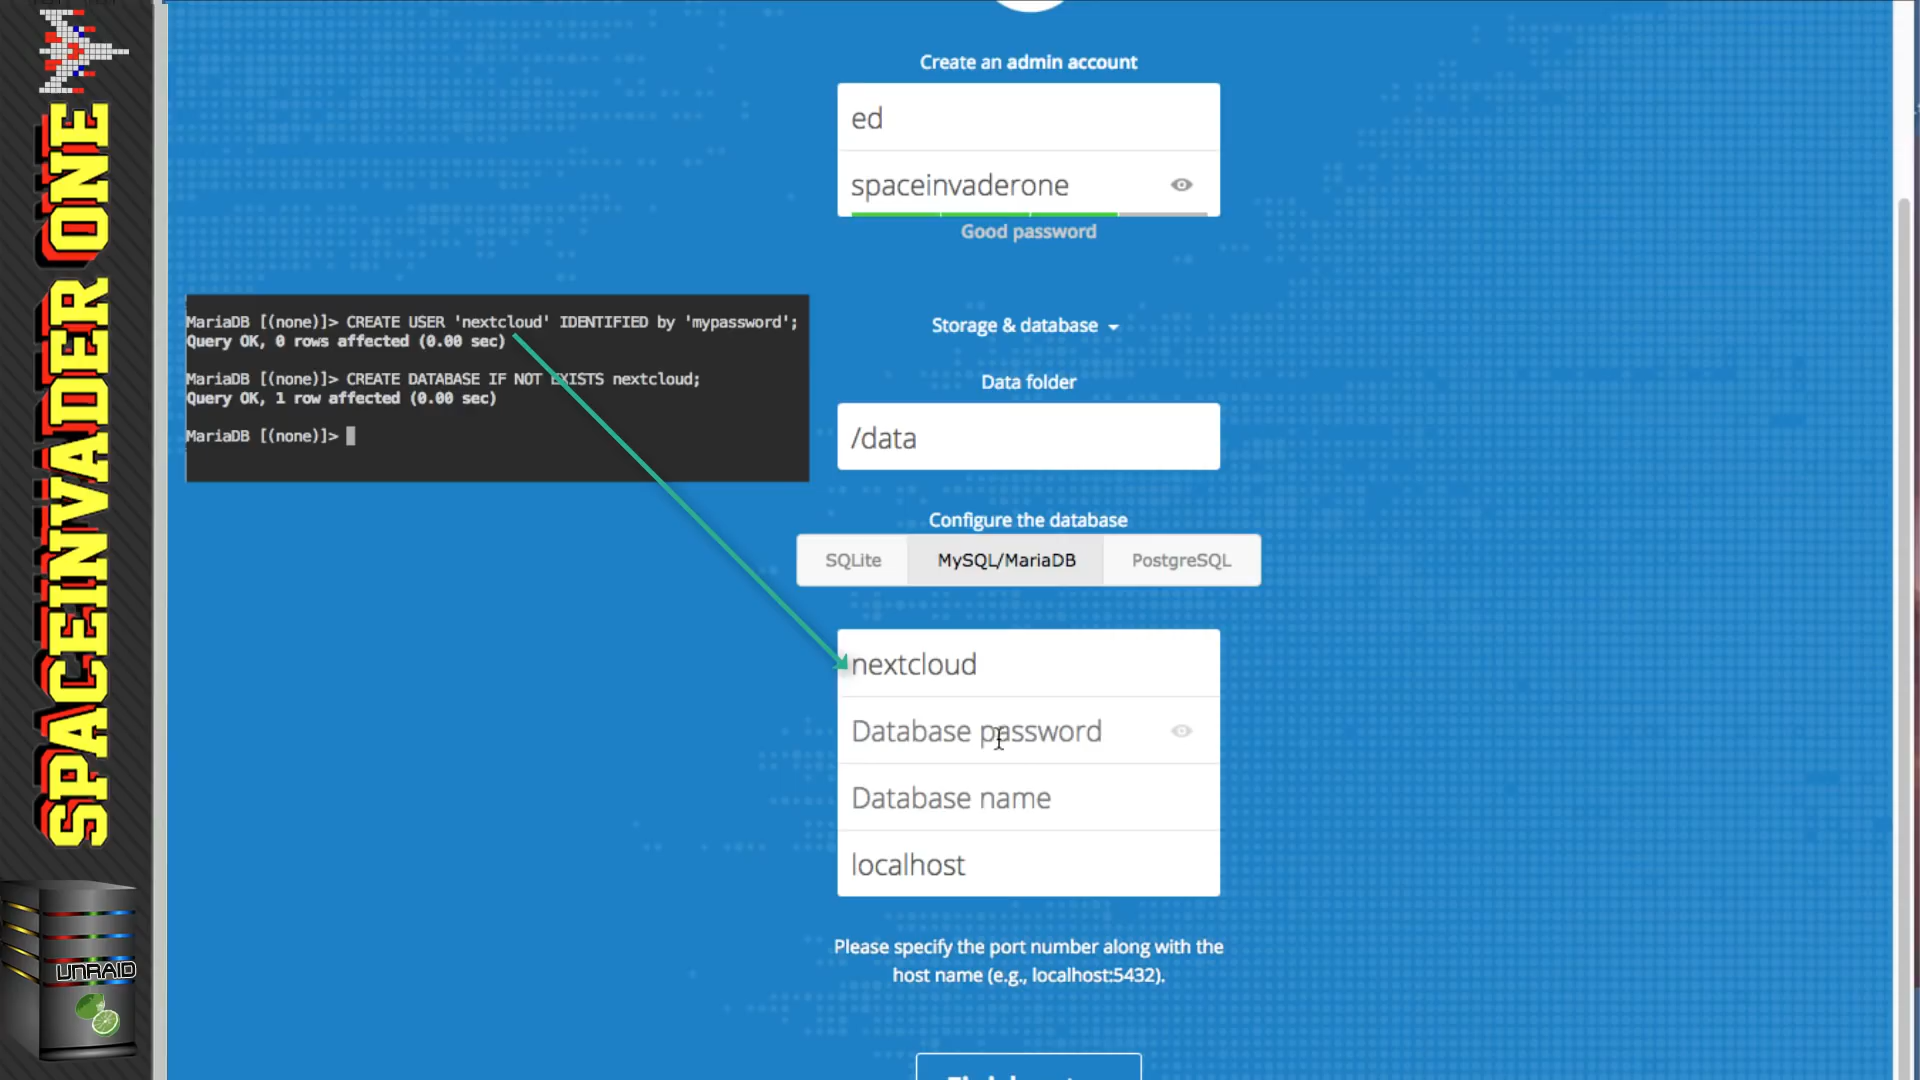 SPACEINVADER ONE
UNRAID
Create an admin account
ed
spaceinvaderone
Good password
MariaDB [(none)]> CREATE USER 'nextcloud' IDENTIFIED by 'mypassword';
Query OK, 0 rows affected (0.00 sec)
MariaDB [(none)]> CREATE DATABASE IF NOT EXISTS nextcloud;
Query OK, 1 row affected (0.00 sec)
MariaDB [(none)]>
Storage & database
Data folder
/data
Configure the database
SQLite MySQL/MariaDB PostgreSQL
nextcloud
Database password
Database name
localhost
Please specify the port number along with the
host name (e.g., localhost:5432).